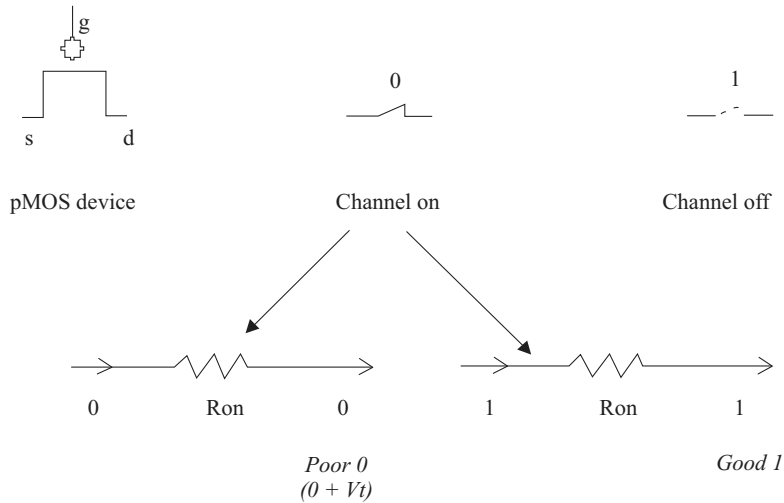 g
0
1
s d
pMOS device
Channel on
Channel off
0 Ron 0
1 Ron 1
Poor 0
(0 + Vt)
Good 1